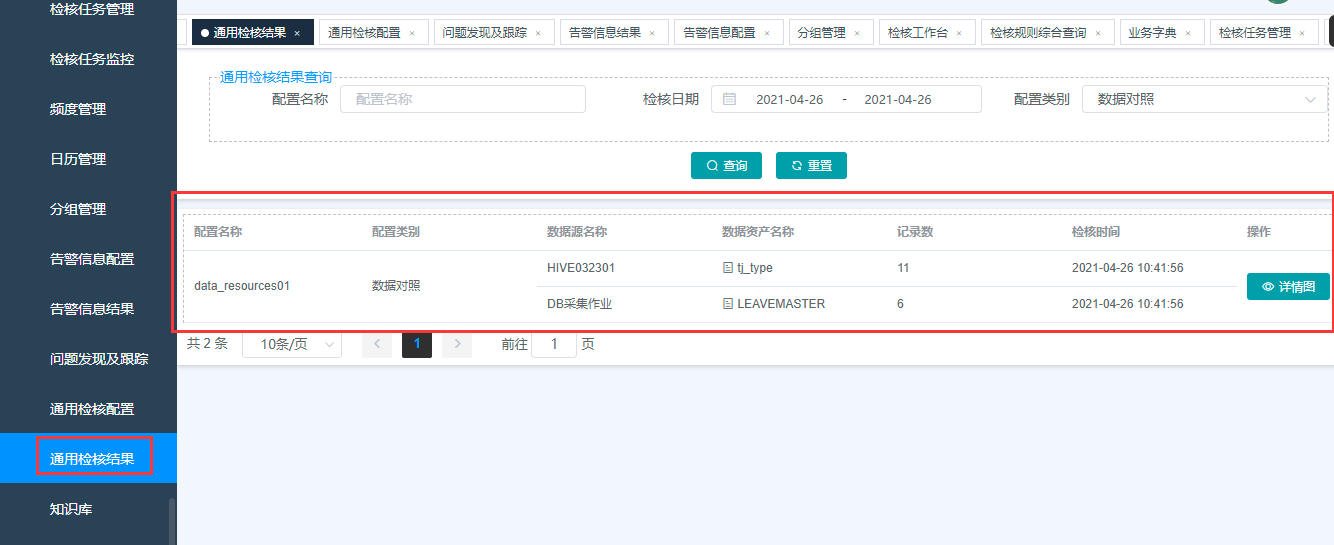 检核任务管理
检核任务监控
频度管理
日历管理
分组管理
告警信息配置
告警信息结果
问题发现及跟踪
通用检核配置
通用检核结果
知识库
通用检核结果 × 通用检核配置 × 问题发现及跟踪 × 告警信息结果 × 告警信息配置 × 分组管理 × 检核工作台 × 检核规则综合查询 × 业务字典 × 检核任务管理 ×
通用检核结果查询
配置名称 配置名称 检核日期 2021-04-26 - 2021-04-26 配置类别 数据对照
查询 重置
配置名称 配置类别 数据源名称 数据资产名称 记录数 检核时间 操作
data_resources01 数据对照 HIVE032301 tj_type 11 2021-04-26 10:41:56 详情图
DB采集作业 LEAVEMASTER 6 2021-04-26 10:41:56
共 2 条 10条/页 < 1 > 前往 1 页